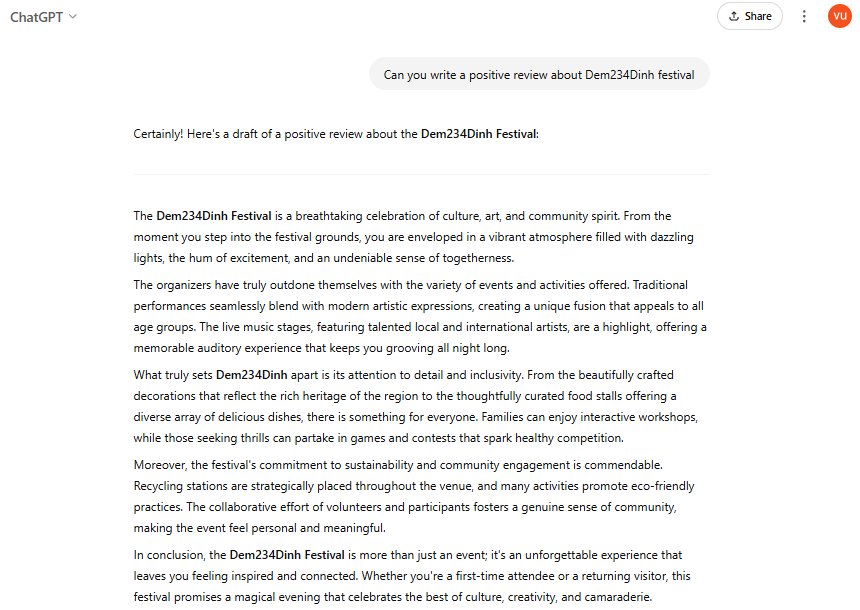 ChatGPT
Share
VU
Can you write a positive review about Dem234Dinh festival
Certainly! Here's a draft of a positive review about the Dem234Dinh Festival:
The Dem234Dinh Festival is a breathtaking celebration of culture, art, and community spirit. From the
moment you step into the festival grounds, you are enveloped in a vibrant atmosphere filled with dazzling
lights, the hum of excitement, and an undeniable sense of togetherness.
The organizers have truly outdone themselves with the variety of events and activities offered. Traditional
performances seamlessly blend with modern artistic expressions, creating a unique fusion that appeals to all
age groups. The live music stages, featuring talented local and international artists, are a highlight, offering a
memorable auditory experience that keeps you grooving all night long.
What truly sets Dem234Dinh apart is its attention to detail and inclusivity. From the beautifully crafted
decorations that reflect the rich heritage of the region to the thoughtfully curated food stalls offering a
diverse array of delicious dishes, there is something for everyone. Families can enjoy interactive workshops,
while those seeking thrills can partake in games and contests that spark healthy competition.
Moreover, the festival's commitment to sustainability and community engagement is commendable.
Recycling stations are strategically placed throughout the venue, and many activities promote eco-friendly
practices. The collaborative effort of volunteers and participants fosters a genuine sense of community,
making the event feel personal and meaningful.
In conclusion, the Dem234Dinh Festival is more than just an event; it's an unforgettable experience that
leaves you feeling inspired and connected. Whether you're a first-time attendee or a returning visitor, this
festival promises a magical evening that celebrates the best of culture, creativity, and camaraderie.